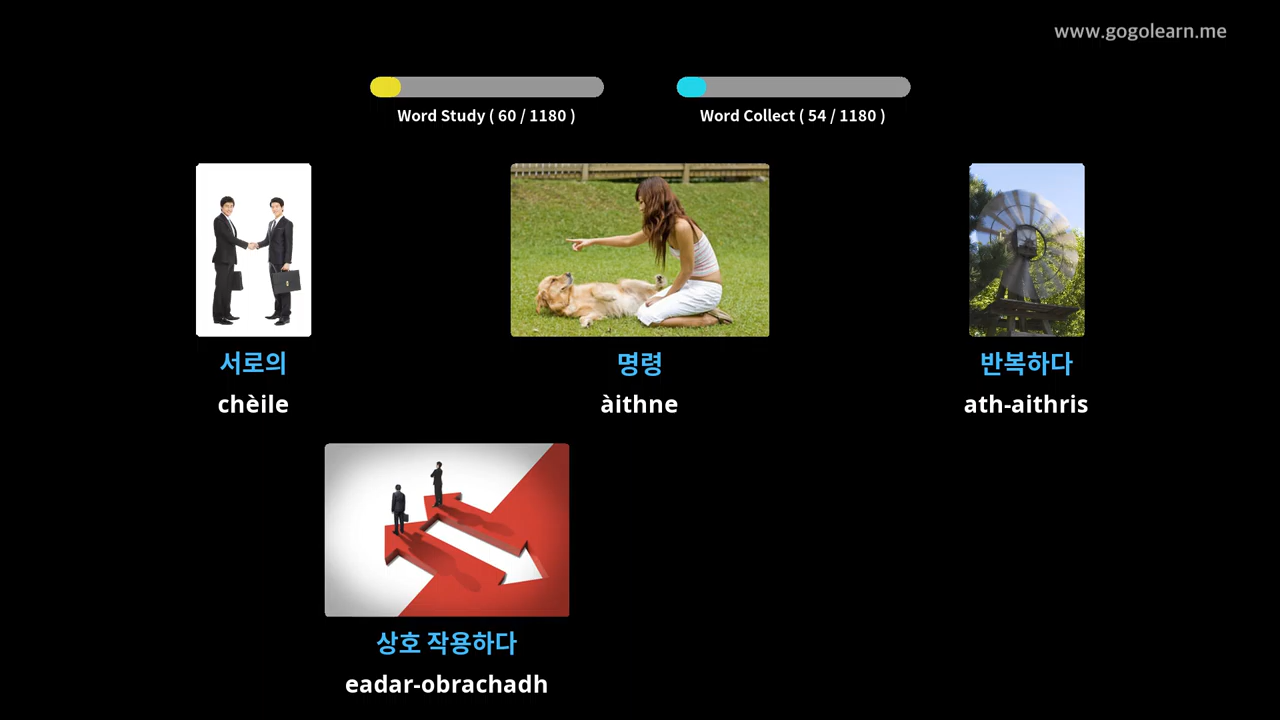 www.gogolearn.me
Word Study ( 60 / 1180 )
Word Collect ( 54 / 1180 )
서로의
chèile
명령
àithne
반복하다
ath-aithris
상호 작용하다
eadar-obrachadh